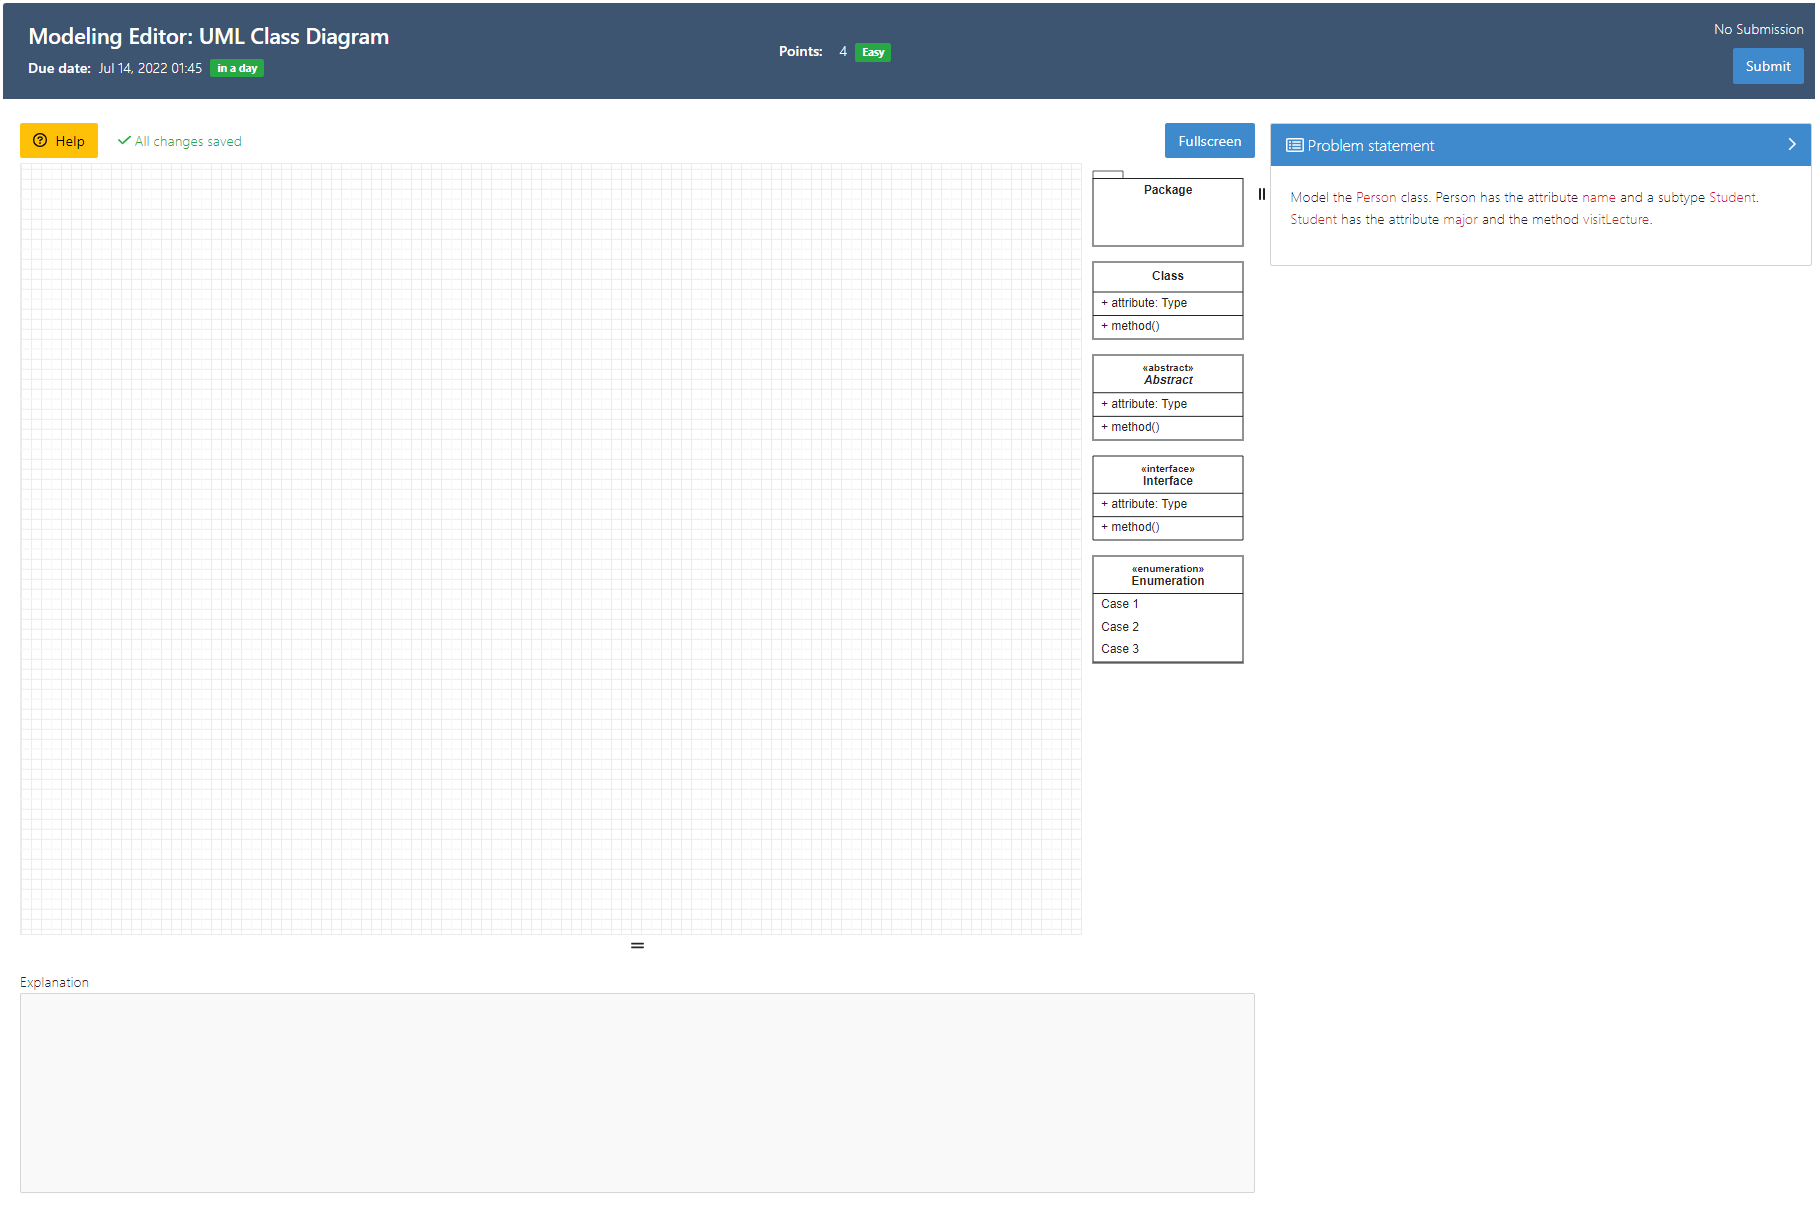 Modeling Editor: UML Class Diagram
Due date: Jul 14, 2022 01:45 in a day
Points: 4 Easy
No Submission
Submit
Help
All changes saved
Fullscreen
Package
Class
+ attribute: Type
+ method()
«abstract»
Abstract
+ attribute: Type
+ method()
«interface»
Interface
+ attribute: Type
+ method()
«enumeration»
Enumeration
Case 1
Case 2
Case 3
Problem statement
Model the Person class. Person has the attribute name and a subtype Student.
Student has the attribute major and the method visitLecture.
Explanation